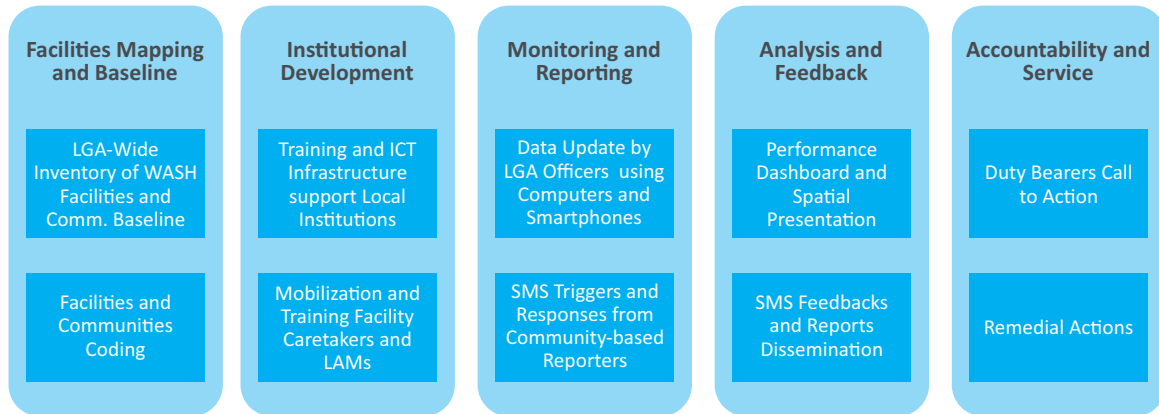 Facilities Mapping
and Baseline
LGA-Wide
Inventory of WASH
Facilities and
Comm. Baseline
Facilities and
Communities
Coding
Institutional
Development
Training and ICT
Infrastructure
support Local
Institutions
Mobilization and
Training Facility
Caretakers and
LAMs
Monitoring and
Reporting
Data Update by
LGA Officers using
Computers and
Smartphones
SMS Triggers and
Responses from
Community-based
Reporters
Analysis and
Feedback
Performance
Dashboard and
Spatial
Presentation
SMS Feedbacks
and Reports
Dissemination
Accountability and
Service
Duty Bearers Call
to Action
Remedial Actions